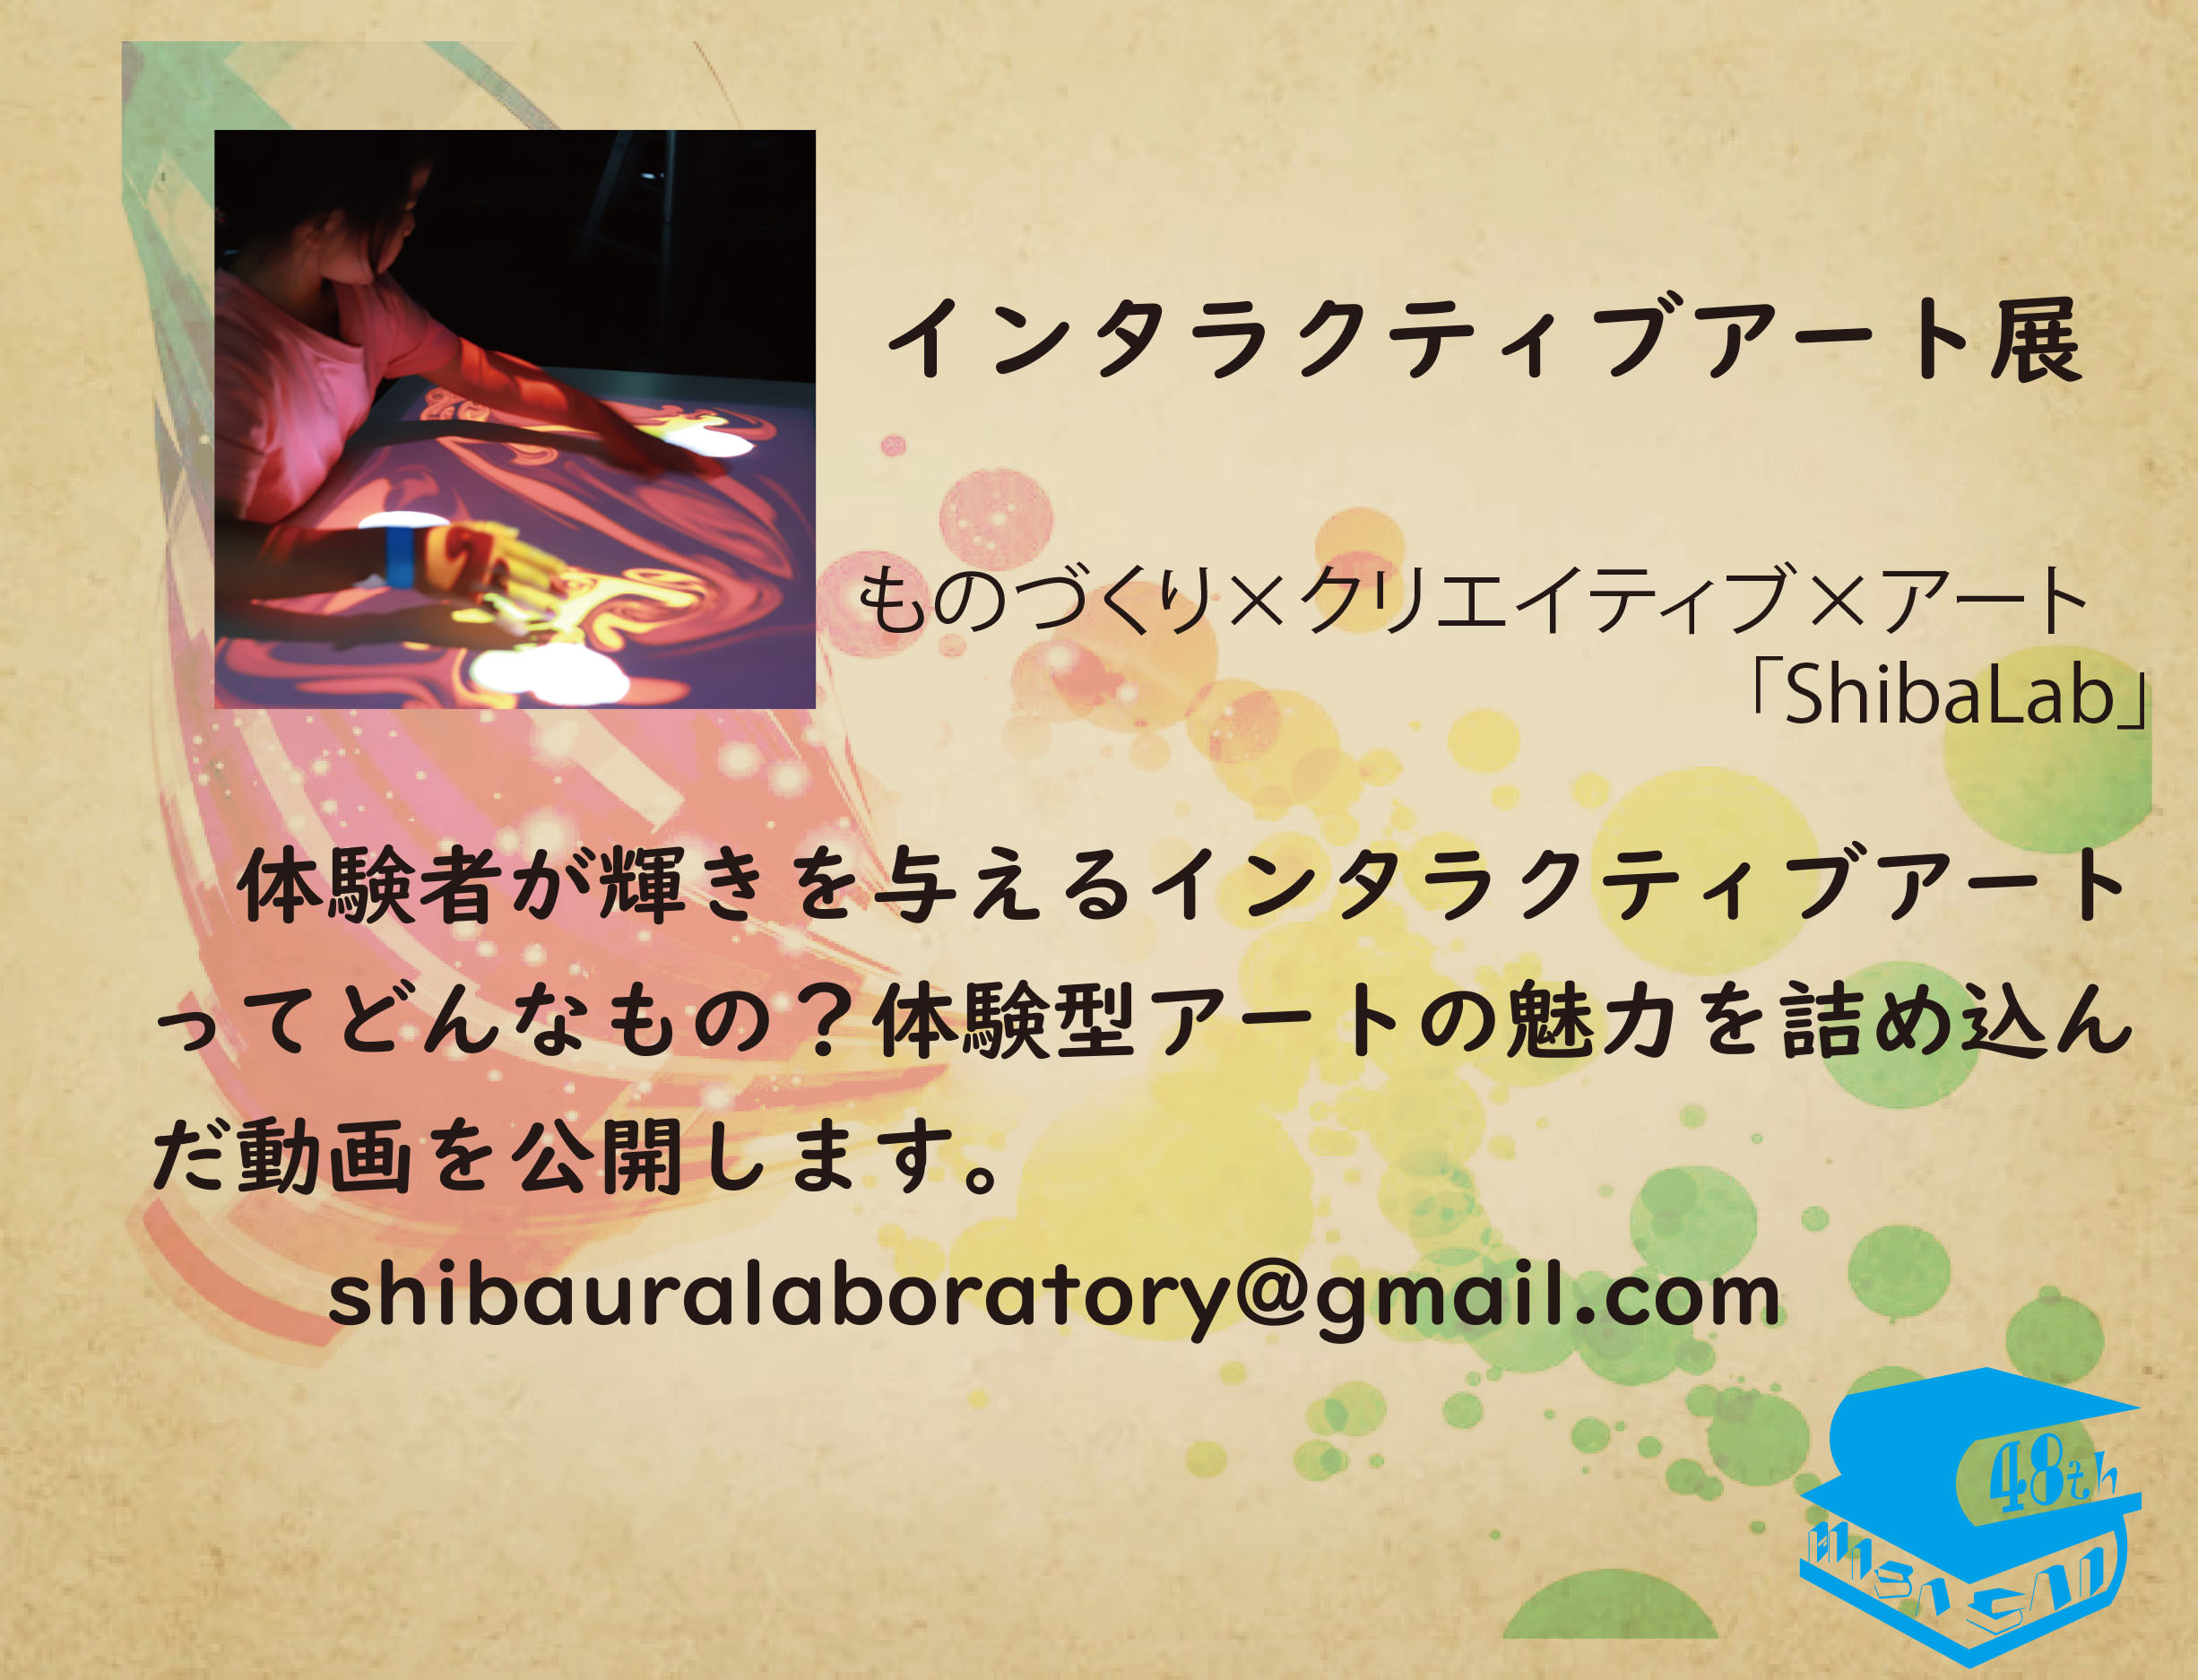 インタラクティブアート展
ものづくり×クリエイティブ×アート
「ShibaLab」
体験者が輝きを与えるインタラクティブアート
ってどんなもの？体験型アートの魅力を詰め込ん
だ動画を公開します。
shibauralaboratory@gmail.com
48th